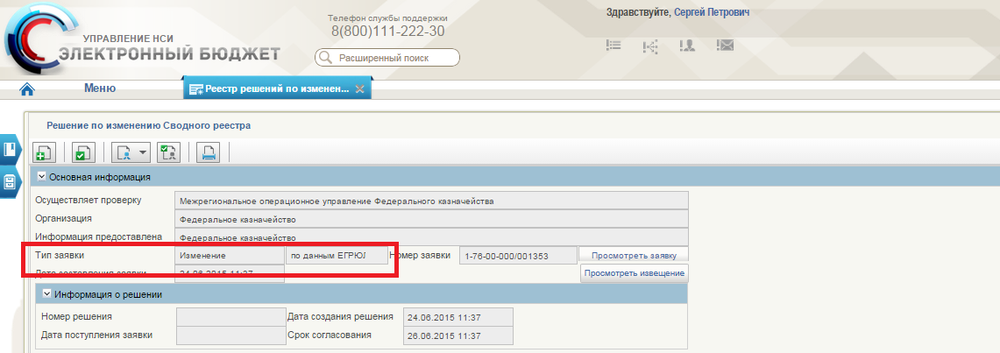 Телефон службы поддержки
8(800)111-222-30
Здравствуйте, Сергей Петрович
УПРАВЛЕНИЕ НСИ
ЭЛЕКТРОННЫЙ БЮДЖЕТ
Расширенный поиск
Меню
Реестр решений по изменен...
Решение по изменению Сводного реестра
Основная информация
Осуществляет проверку Межрегиональное операционное управление Федерального казначейства
Организация Федеральное казначейство
Информация предоставлена Федеральное казначейство
Тип заявки Изменение по данным ЕГРЮЛ Номер заявки 1-76-00-000/001353 Просмотреть заявку
Дата составления заявки 24.06.2015 11:37 Просмотреть извещение
Информация о решении
Номер решения Дата создания решения 24.06.2015 11:37
Дата поступления заявки Срок согласования 26.06.2015 11:37